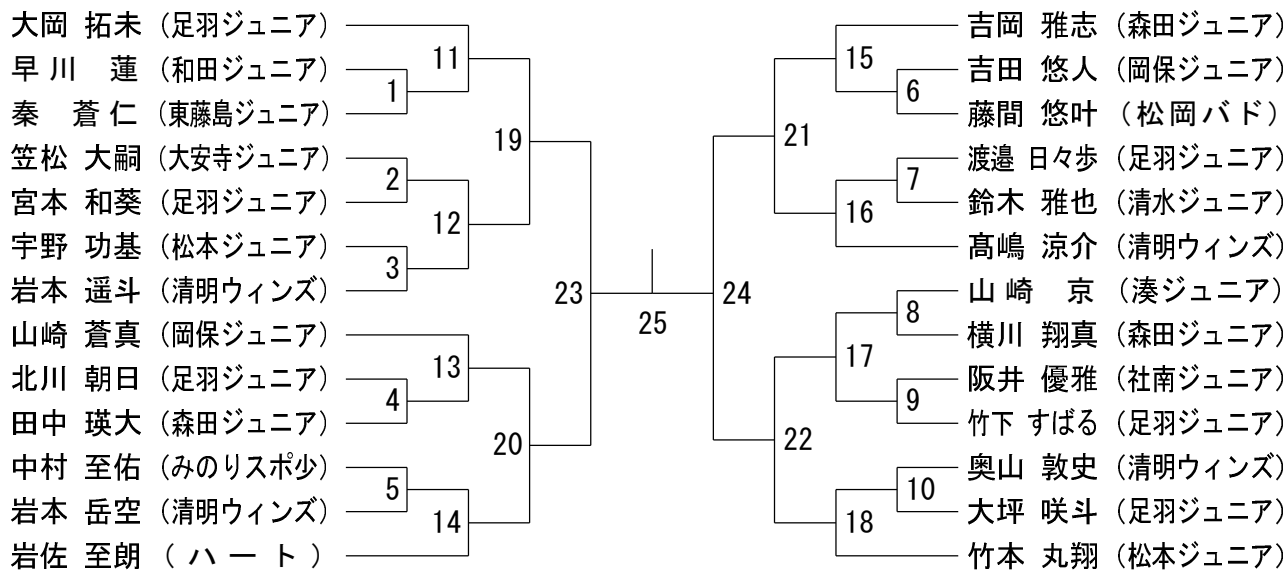 大岡 拓未 (足羽ジュニア)
早川 蓮 (和田ジュニア)
秦 蒼仁 (東藤島ジュニア)
笠松 大嗣 (大安寺ジュニア)
宮本 和葵 (足羽ジュニア)
宇野 功基 (松本ジュニア)
岩本 遥斗 (清明ウィンズ)
山崎 蒼真 (岡保ジュニア)
北川 朝日 (足羽ジュニア)
田中 瑛大 (森田ジュニア)
中村 至佑 (みのりスポ少)
岩本 岳空 (清明ウィンズ)
岩佐 至朗 (ハート)
1
2
3
4
5
11
12
13
14
19
20
23
25
24
21
22
15
16
17
18
6
7
8
9
10
吉岡 雅志 (森田ジュニア)
吉田 悠人 (岡保ジュニア)
藤間 悠叶 (松岡バド)
渡邉 日々歩 (足羽ジュニア)
鈴木 雅也 (清水ジュニア)
髙嶋 涼介 (清明ウィンズ)
山崎 京 (湊ジュニア)
横川 翔真 (森田ジュニア)
阪井 優雅 (社南ジュニア)
竹下 すばる (足羽ジュニア)
奥山 敦史 (清明ウィンズ)
大坪 咲斗 (足羽ジュニア)
竹本 丸翔 (松本ジュニア)